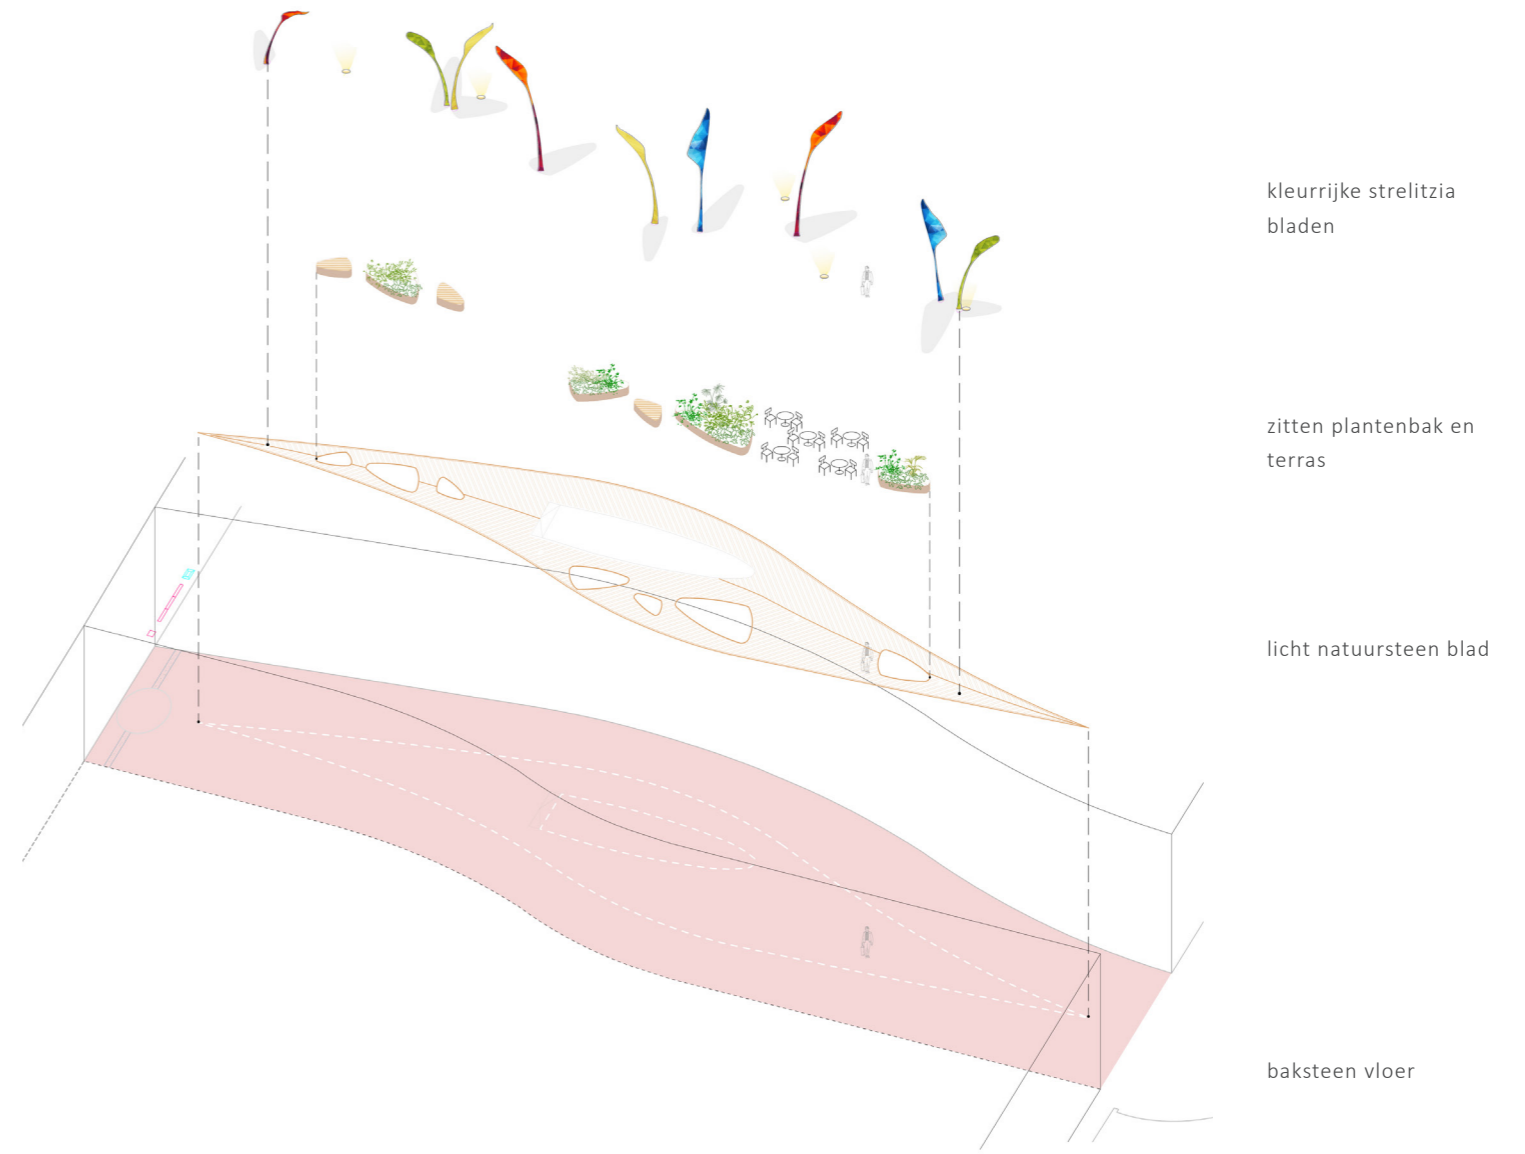 kleurrijke strelitzia
bladen
zitten plantenbak en
terras
licht natuursteen blad
baksteen vloer